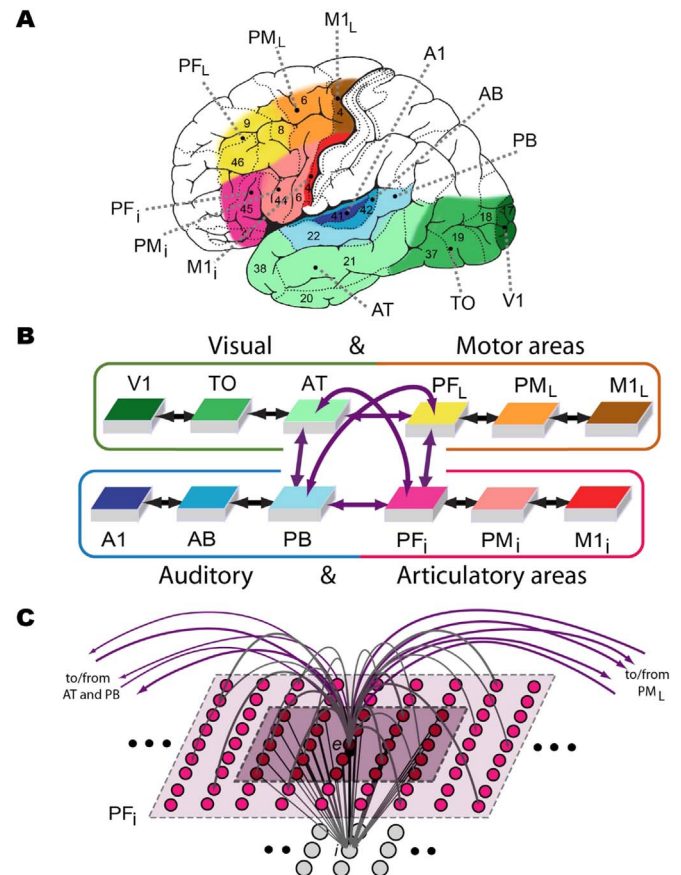 A
M1L
PML
A1
PFL
AB
PB
6
4
9
8
46
45
44
6
4
41
42
22
18
17
19
37
38
21
20
PFi
PMi
M1i
AT
TO
V1
B
Visual & Motor areas
V1 TO AT PFL PML M1L
A1 AB PB PFi PMi M1i
Auditory & Articulatory areas
C
to/from
AT and PB
to/from
PML
e
PFi
i